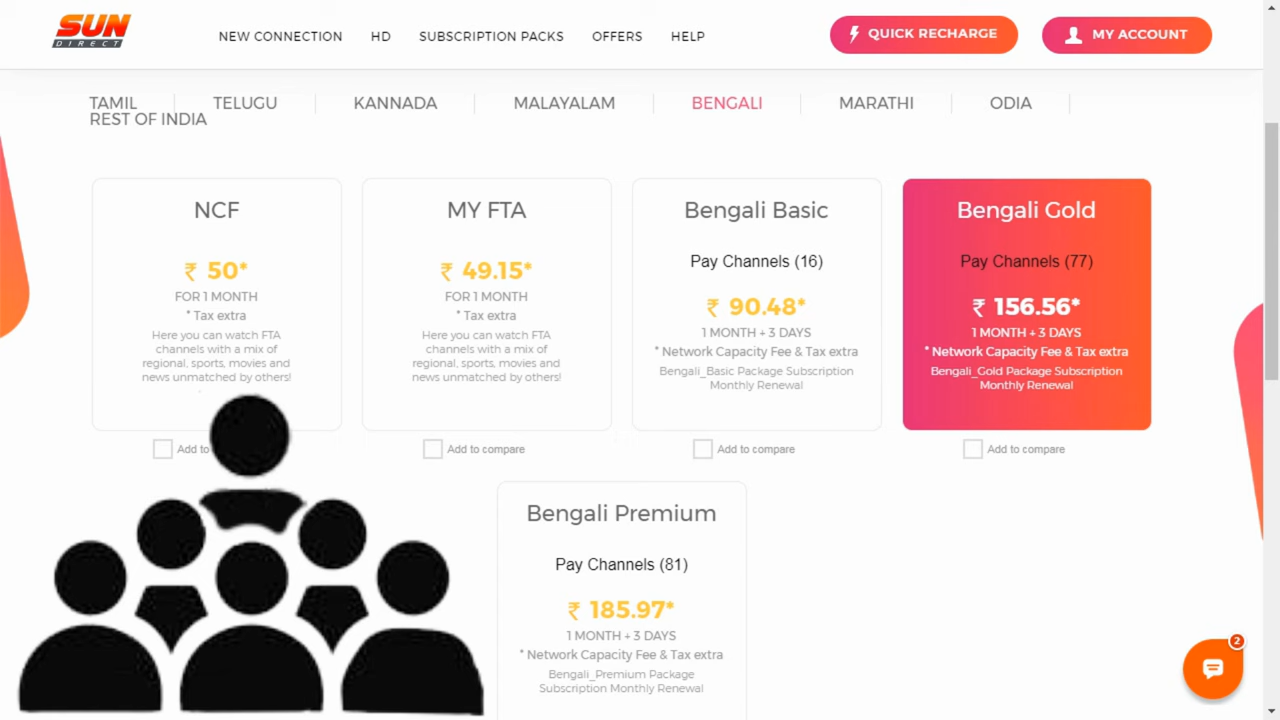 SUN
DIRECT
NEW CONNECTION
HD
SUBSCRIPTION PACKS
OFFERS
HELP
QUICK RECHARGE
MY ACCOUNT
TAMIL
TELUGU
KANNADA
MALAYALAM
BENGALI
MARATHI
ODIA
REST OF INDIA
NCF
₹ 50*
FOR 1 MONTH
* Tax extra
Here you can watch FTA
channels with a mix of
regional, sports, movies and
news unmatched by others!
Add to
MY FTA
₹ 49.15*
FOR 1 MONTH
* Tax extra
Here you can watch FTA
channels with a mix of
regional, sports, movies and
news unmatched by others!
Add to compare
Bengali Basic
Pay Channels (16)
₹ 90.48*
1 MONTH + 3 DAYS
* Network Capacity Fee & Tax extra
Bengali_Basic Package Subscription
Monthly Renewal
Add to compare
Bengali Gold
Pay Channels (77)
₹ 156.56*
1 MONTH + 3 DAYS
* Network Capacity Fee & Tax extra
Bengali_Gold Package Subscription
Monthly Renewal
Add to compare
Bengali Premium
Pay Channels (81)
₹ 185.97*
1 MONTH + 3 DAYS
* Network Capacity Fee & Tax extra
Bengali_Premium Package
Subscription Monthly Renewal
2